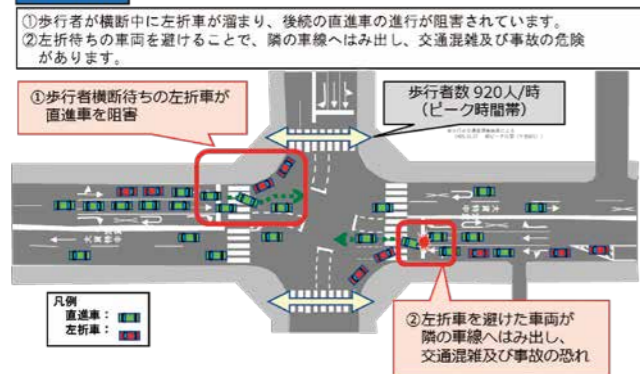 ①歩行者が横断中に左折車が溜まり、後続の直進車の進行が阻害されています。
②左折待ちの車両を避けることで、隣の車線へはみ出し、交通混雑及び事故の危険
があります。
①歩行者横断待ちの左折車が
直進車を阻害
歩行者数 920人/時
(ピーク時間帯)
凡例
直進車:
左折車:
②左折車を避けた車両が
隣の車線へはみ出し、
交通混雑及び事故の恐れ